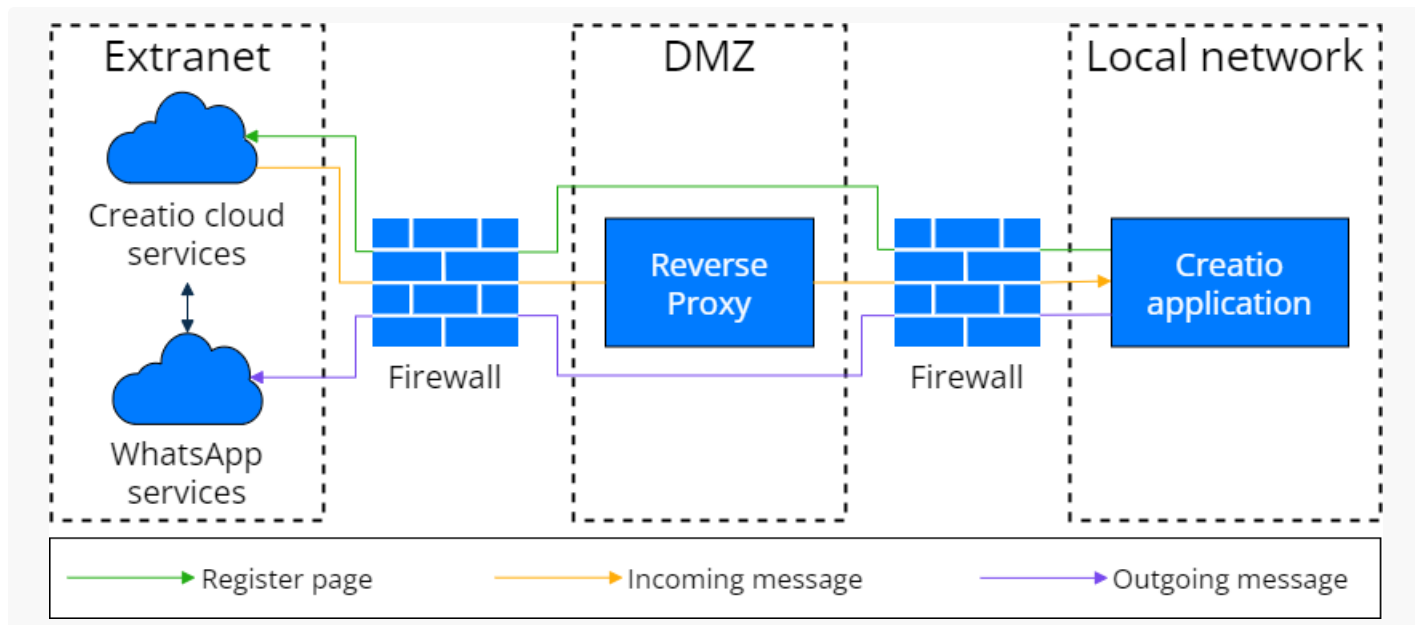 Extranet
DMZ
Local network
Creatio cloud
services
Reverse
Proxy
Creatio
application
Firewall
Firewall
WhatsApp
services
Register page
Incoming message
Outgoing message